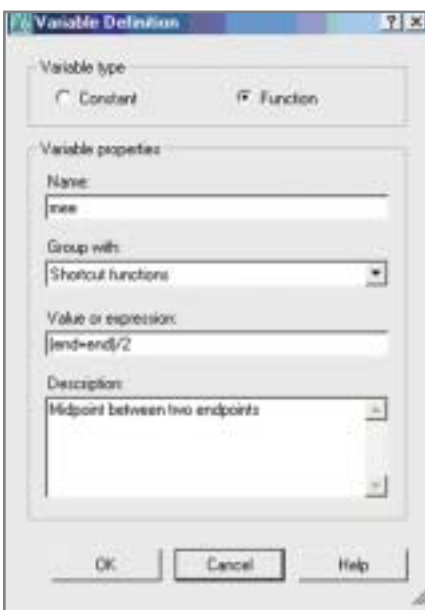 Variable Definition
Variable type
Constant
Function
Variable properties
Name:
mee
Group with:
Shortcut functions
Value or expression:
(end+end)/2
Description:
Midpoint between two endpoints
OK
Cancel
Help